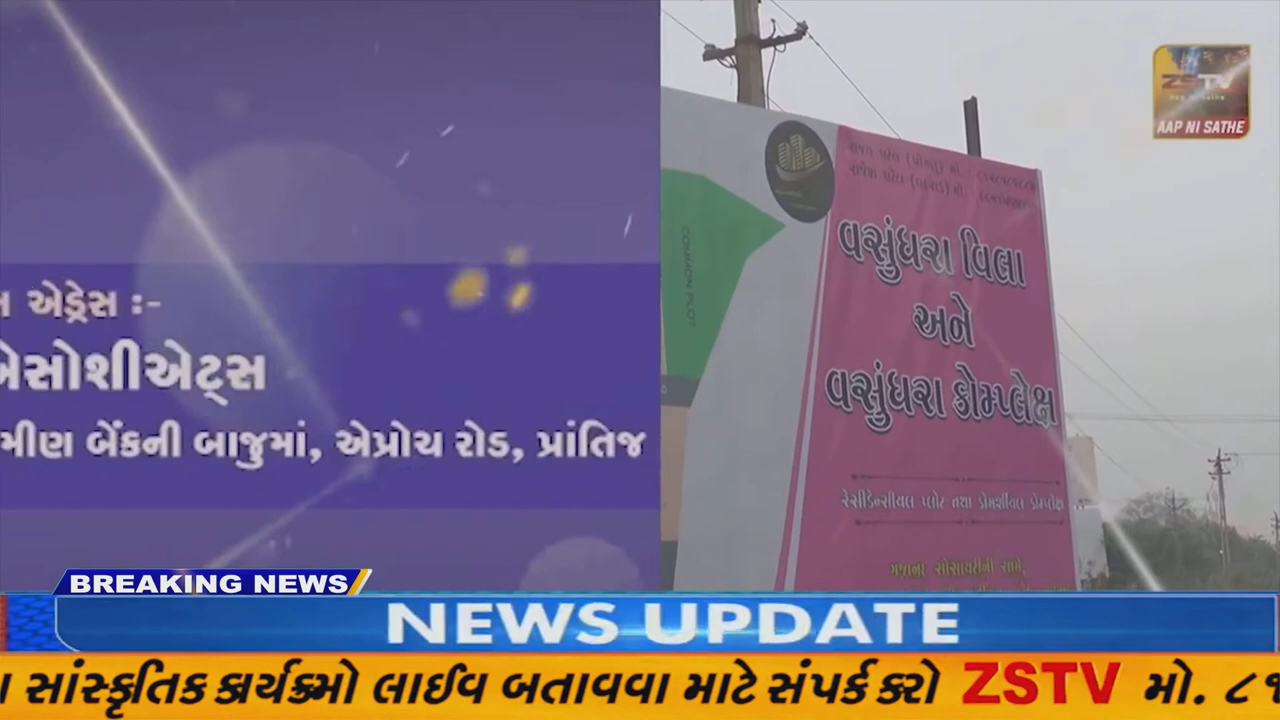 એડ્રેસ :-
એસોશીએટ્સ
બેંકની બાજુમાં, એપ્રોચ રોડ, પ્રાંતિજ
ZSTV
AAP NI SATHE
COMMON PLOT
વસુંધરા વિલા
અને
વસુંધરા કોમ્પ્લેક્ષ
રેસીડેન્સીયલ પ્લોટ તથા કોમર્શીયલ કોમ્પ્લેક્ષ
સોસાયટીની સામે,
BREAKING NEWS
NEWS UPDATE
સાંસ્કૃતિક કાર્યક્રમો લાઈવ બતાવવા માટે સંપર્ક કરો ZSTV મો.